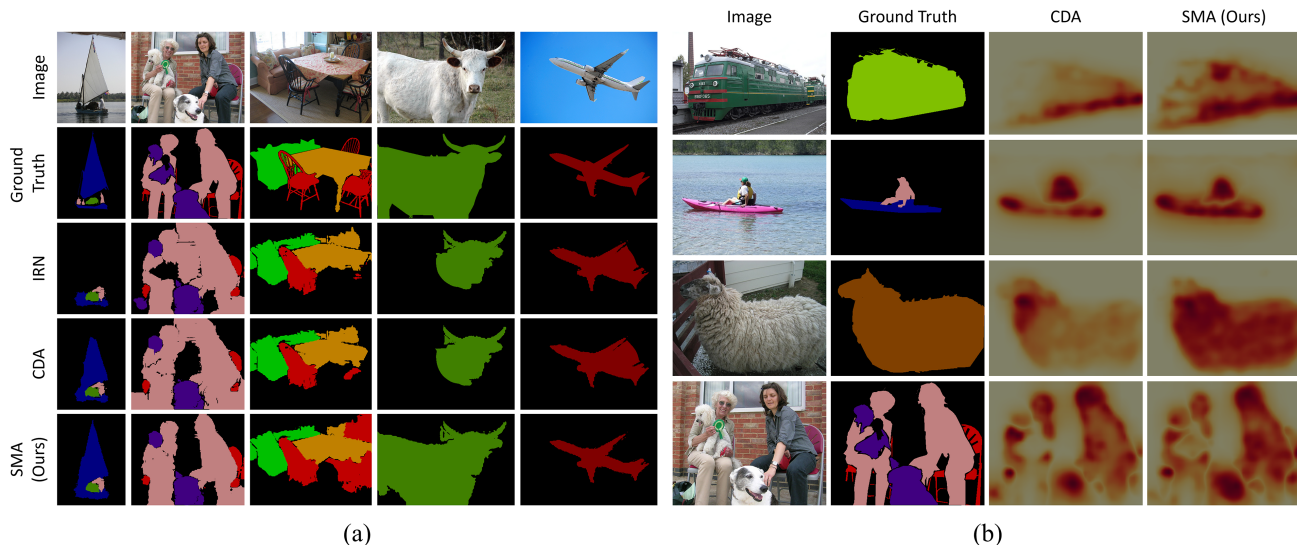 Image
Ground
Truth
IRN
CDA
SMA
(Ours)
(a)
Image Ground Truth CDA SMA (Ours)
(b)